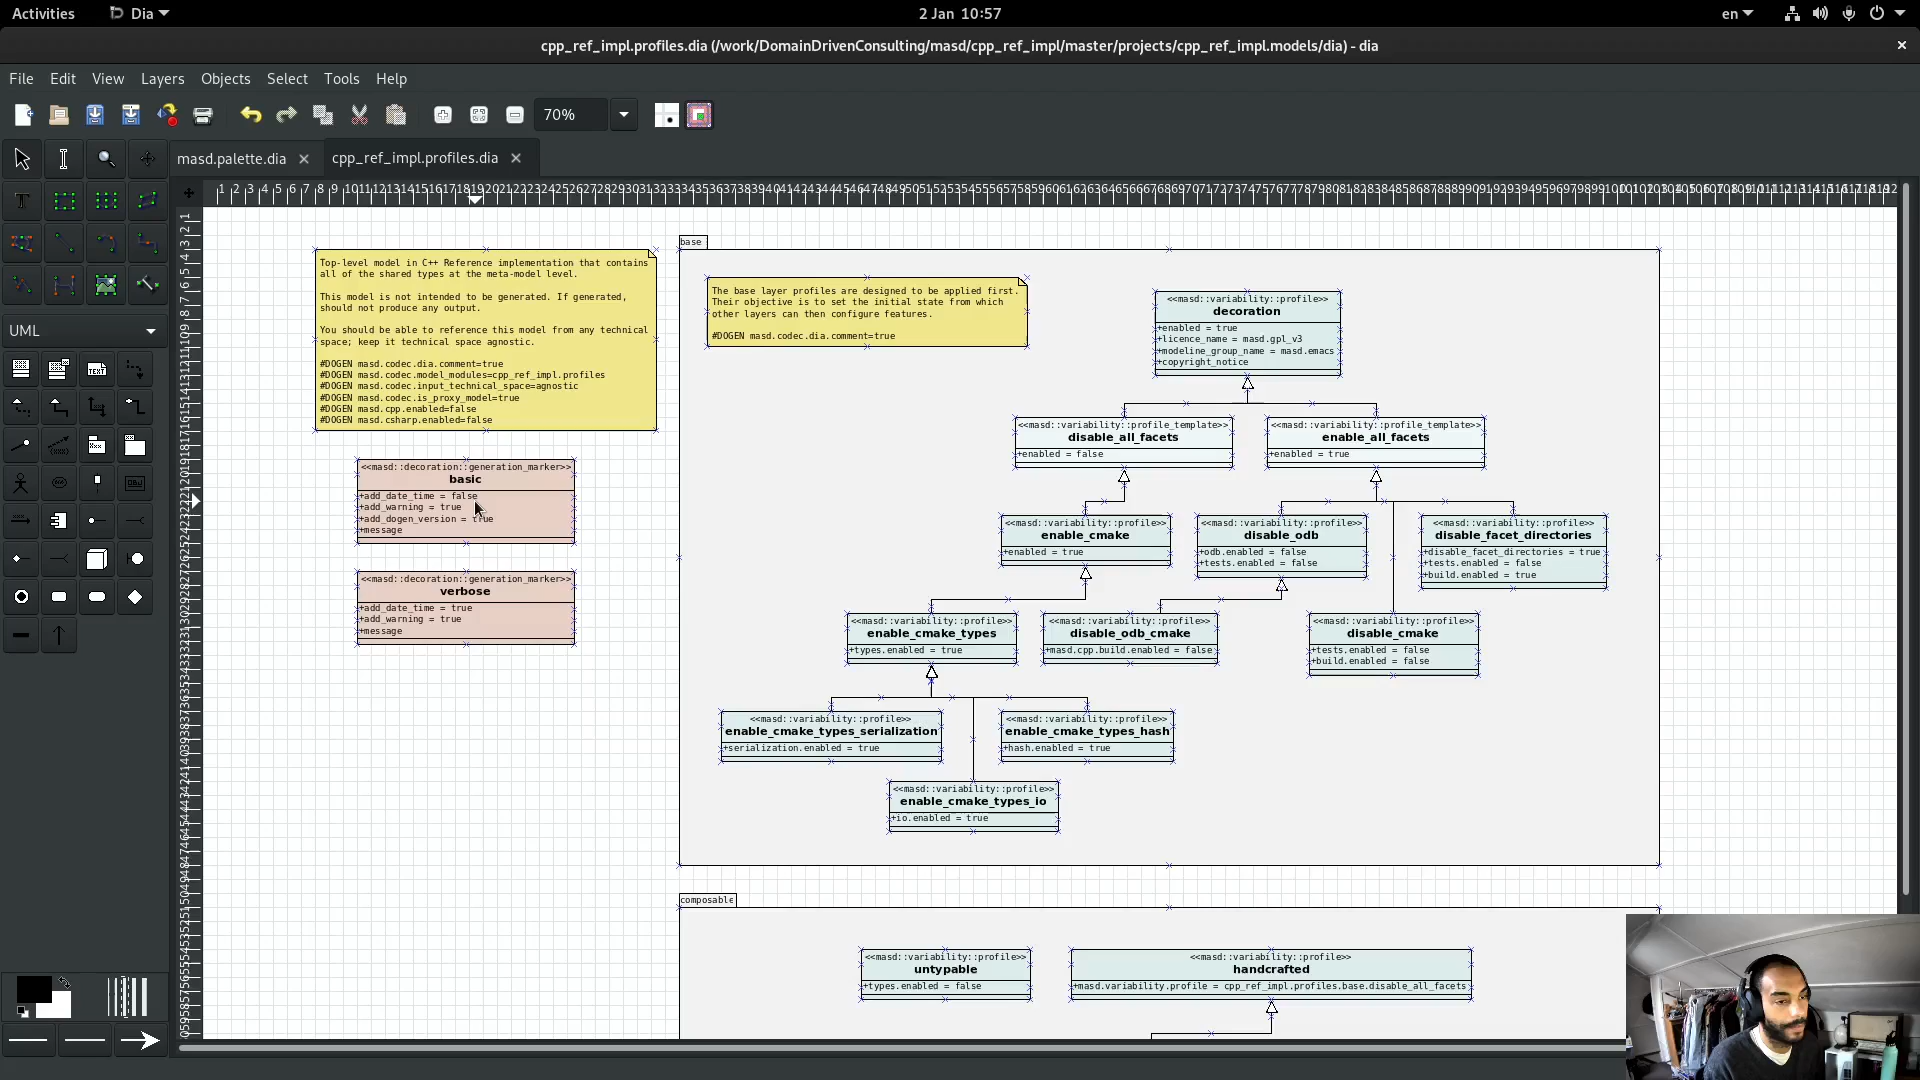 Activities
Dia
2 Jan 10:57
en
cpp_ref_impl.profiles.dia (/work/DomainDrivenConsulting/masd/cpp_ref_impl/master/projects/cpp_ref_impl.models/dia) - dia
File Edit View Layers Objects Select Tools Help
70%
masd.palette.dia
cpp_ref_impl.profiles.dia
UML
Top-level model in C++ Reference implementation that contains
all of the shared types at the meta-model level.
This model is not intended to be generated. If generated,
should not produce any output.
You should be able to reference this model from any technical
space; keep it technical space agnostic.
#DOGEN masd.codec.dia.comment=true
#DOGEN masd.codec.model_modules=cpp_ref_impl.profiles
#DOGEN masd.codec.input_technical_space=agnostic
#DOGEN masd.codec.is_proxy_model=true
#DOGEN masd.cpp.enabled=false
#DOGEN masd.csharp.enabled=false
<<masd::decoration::generation_marker>>
basic
+add_date_time = false
+add_warning = true
+add_dogen_version = true
+message
<<masd::decoration::generation_marker>>
verbose
+add_date_time = true
+add_warning = true
+message
base
The base layer profiles are designed to be applied first.
Their objective is to set the initial state from which
other layers can then configure features.
#DOGEN masd.codec.dia.comment=true
<<masd::variability::profile>>
decoration
+enabled = true
+licence_name = masd.gpl_v3
+modeline_group_name = masd.emacs
+copyright_notice
<<masd::variability::profile_template>>
disable_all_facets
+enabled = false
<<masd::variability::profile_template>>
enable_all_facets
+enabled = true
<<masd::variability::profile>>
enable_cmake
+enabled = true
<<masd::variability::profile>>
disable_odb
+odb.enabled = false
+tests.enabled = false
<<masd::variability::profile>>
disable_facet_directories
+disable_facet_directories = true
+tests.enabled = false
+build.enabled = true
<<masd::variability::profile>>
enable_cmake_types
+types.enabled = true
<<masd::variability::profile>>
disable_odb_cmake
+masd.cpp.build.enabled = false
<<masd::variability::profile>>
disable_cmake
+tests.enabled = false
+build.enabled = false
<<masd::variability::profile>>
enable_cmake_types_serialization
+serialization.enabled = true
<<masd::variability::profile>>
enable_cmake_types_hash
+hash.enabled = true
<<masd::variability::profile>>
enable_cmake_types_io
+io.enabled = true
composable
<<masd::variability::profile>>
untypable
+types.enabled = false
<<masd::variability::profile>>
handcrafted
+masd.variability.profile = cpp_ref_impl.profiles.base.disable_all_facets